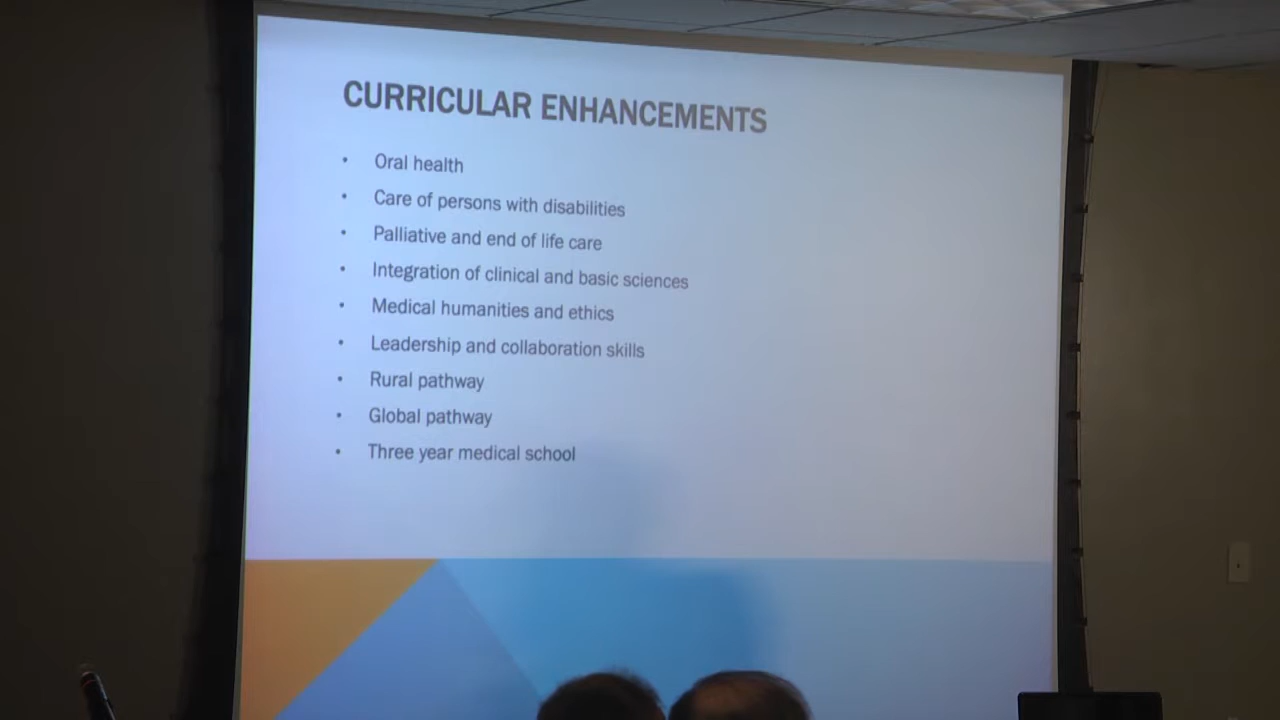 CURRICULAR ENHANCEMENTS
• Oral health
• Care of persons with disabilities
• Palliative and end of life care
• Integration of clinical and basic sciences
• Medical humanities and ethics
• Leadership and collaboration skills
• Rural pathway
• Global pathway
• Three year medical school